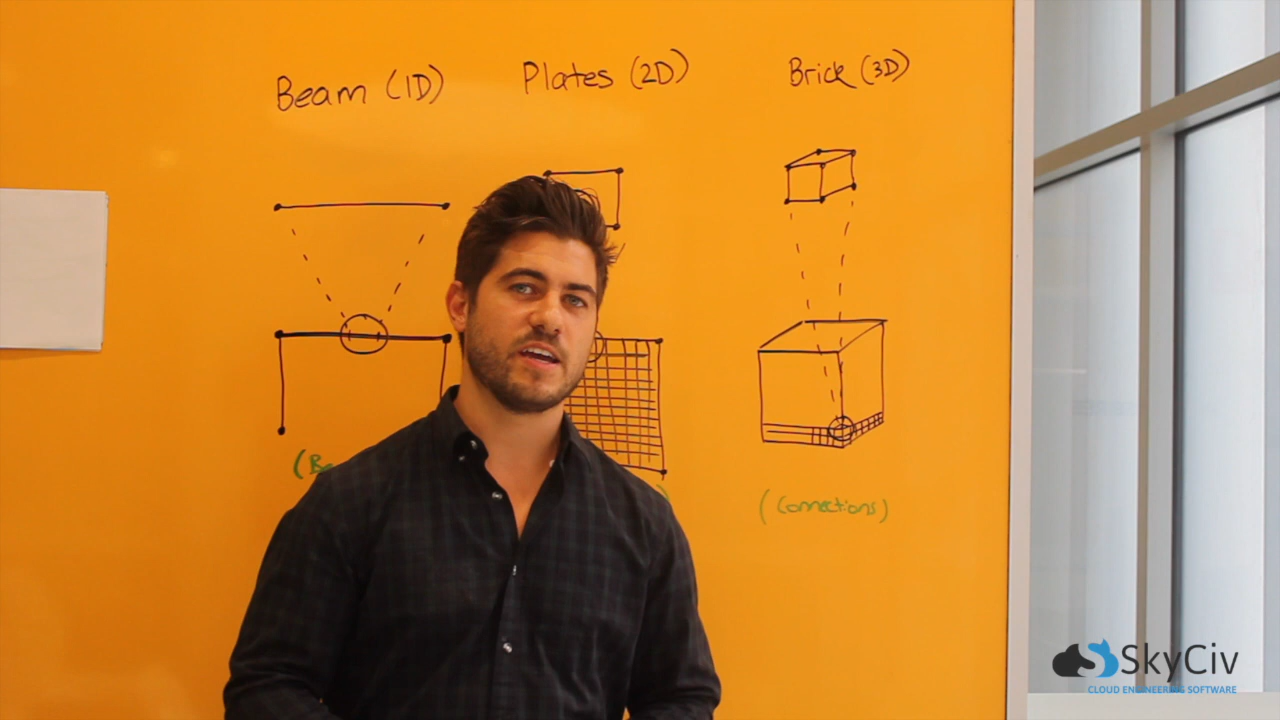 Beam (1D)
Plates (2D)
Brick (3D)
(Connections)
SkyCiv
CLOUD ENGINEERING SOFTWARE